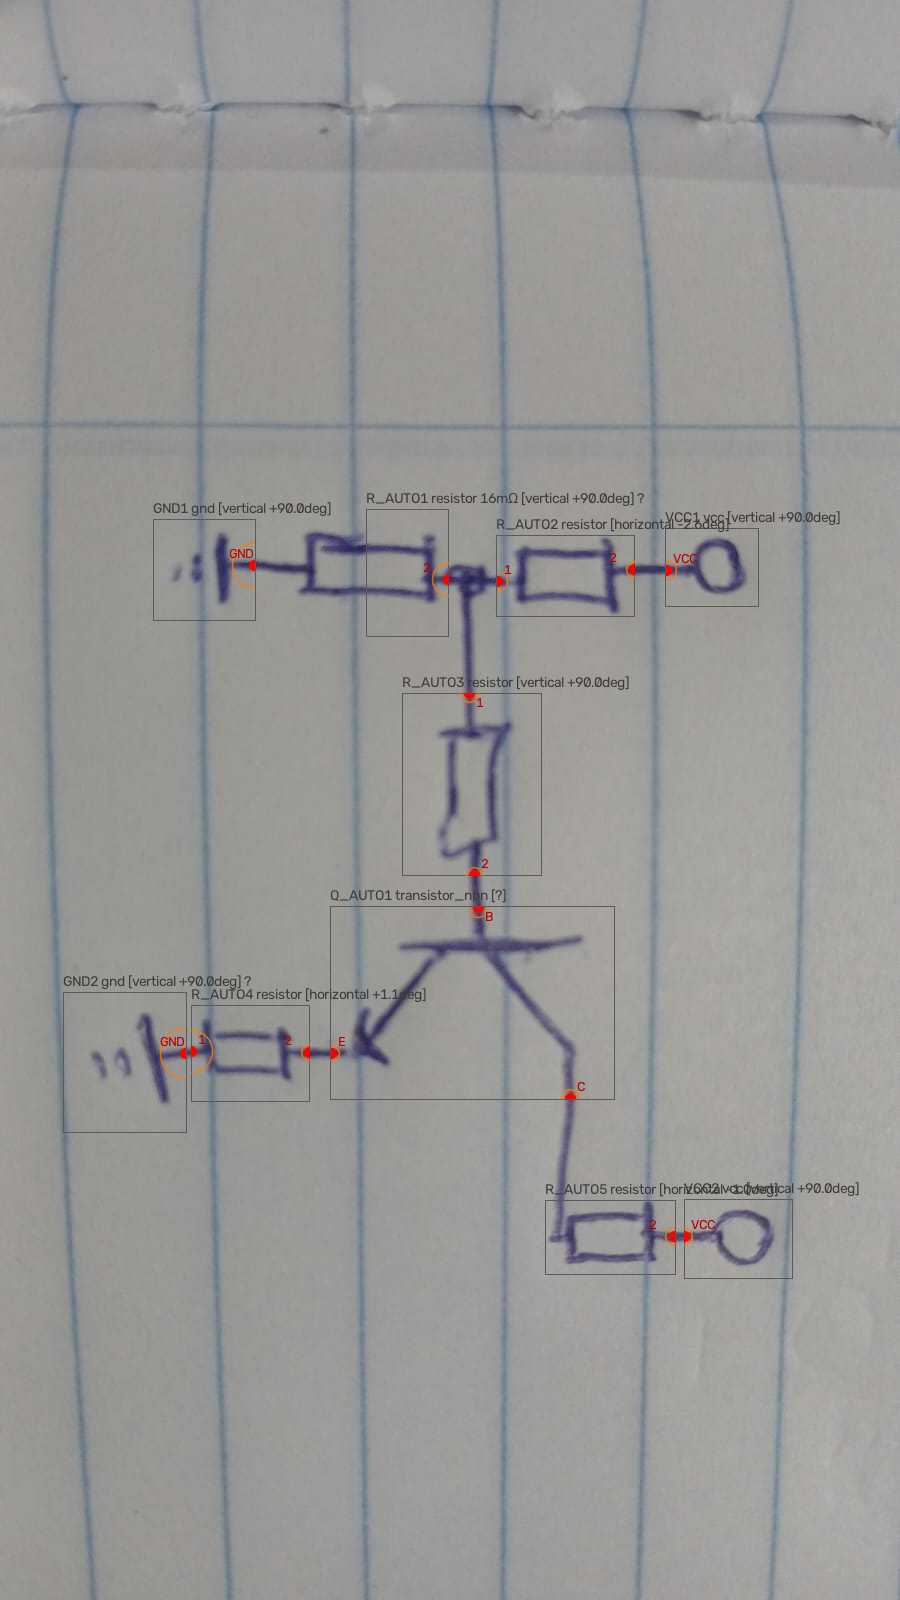 R_AUTO1 resistor 16mΩ [vertical +90.0deg] ?
GND1 gnd [vertical +90.0deg]
VCC1 vcc [vertical +90.0deg]
R_AUTO2 resistor [horizontal -2.6deg]
GND
2
1
2
VCC
R_AUTO3 resistor [vertical +90.0deg]
1
2
Q_AUTO1 transistor_npn [?]
B
GND2 gnd [vertical +90.0deg] ?
R_AUTO4 resistor [horizontal +1.1deg]
GND
1
2
E
C
R_AUTO5 resistor [horizontal -1.0deg]
VCC2 vcc [vertical +90.0deg]
2
VCC